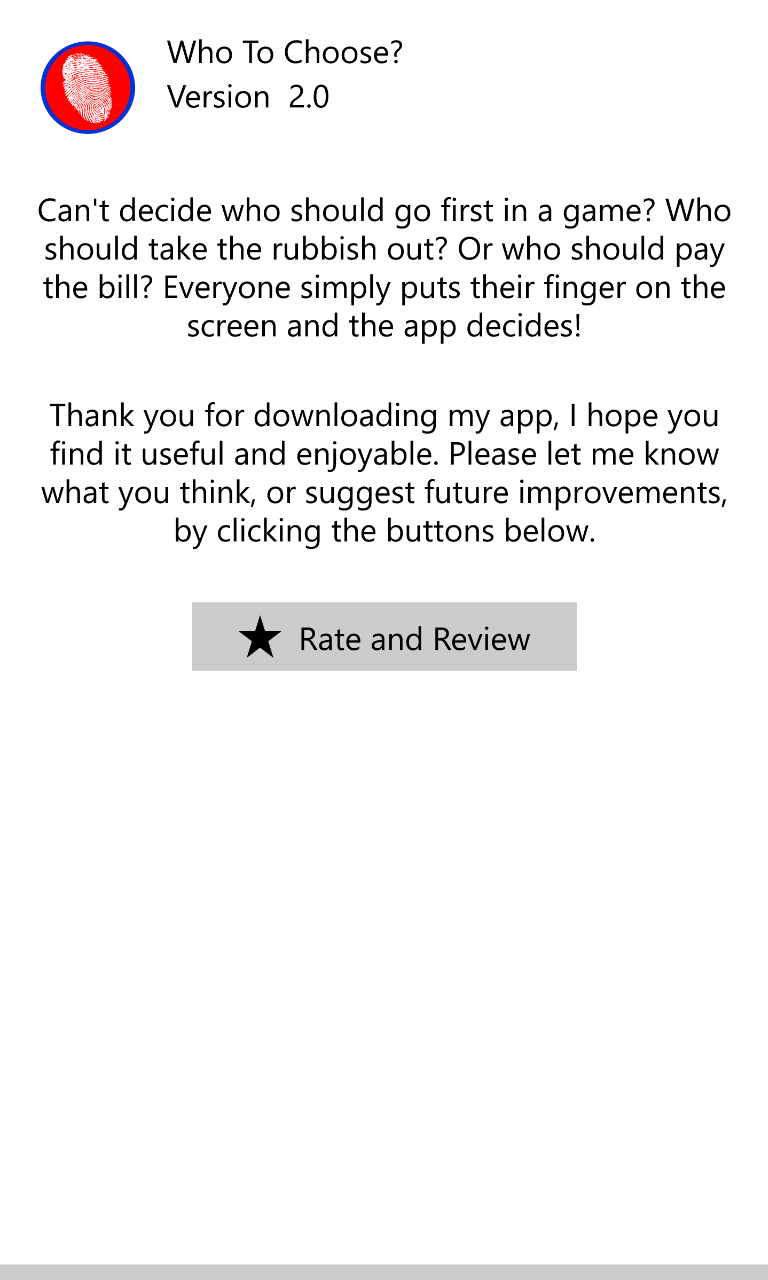 Who To Choose?
Version 2.0
Can't decide who should go first in a game? Who
should take the rubbish out? Or who should pay
the bill? Everyone simply puts their finger on the
screen and the app decides!
Thank you for downloading my app, I hope you
find it useful and enjoyable. Please let me know
what you think, or suggest future improvements,
by clicking the buttons below.
Rate and Review